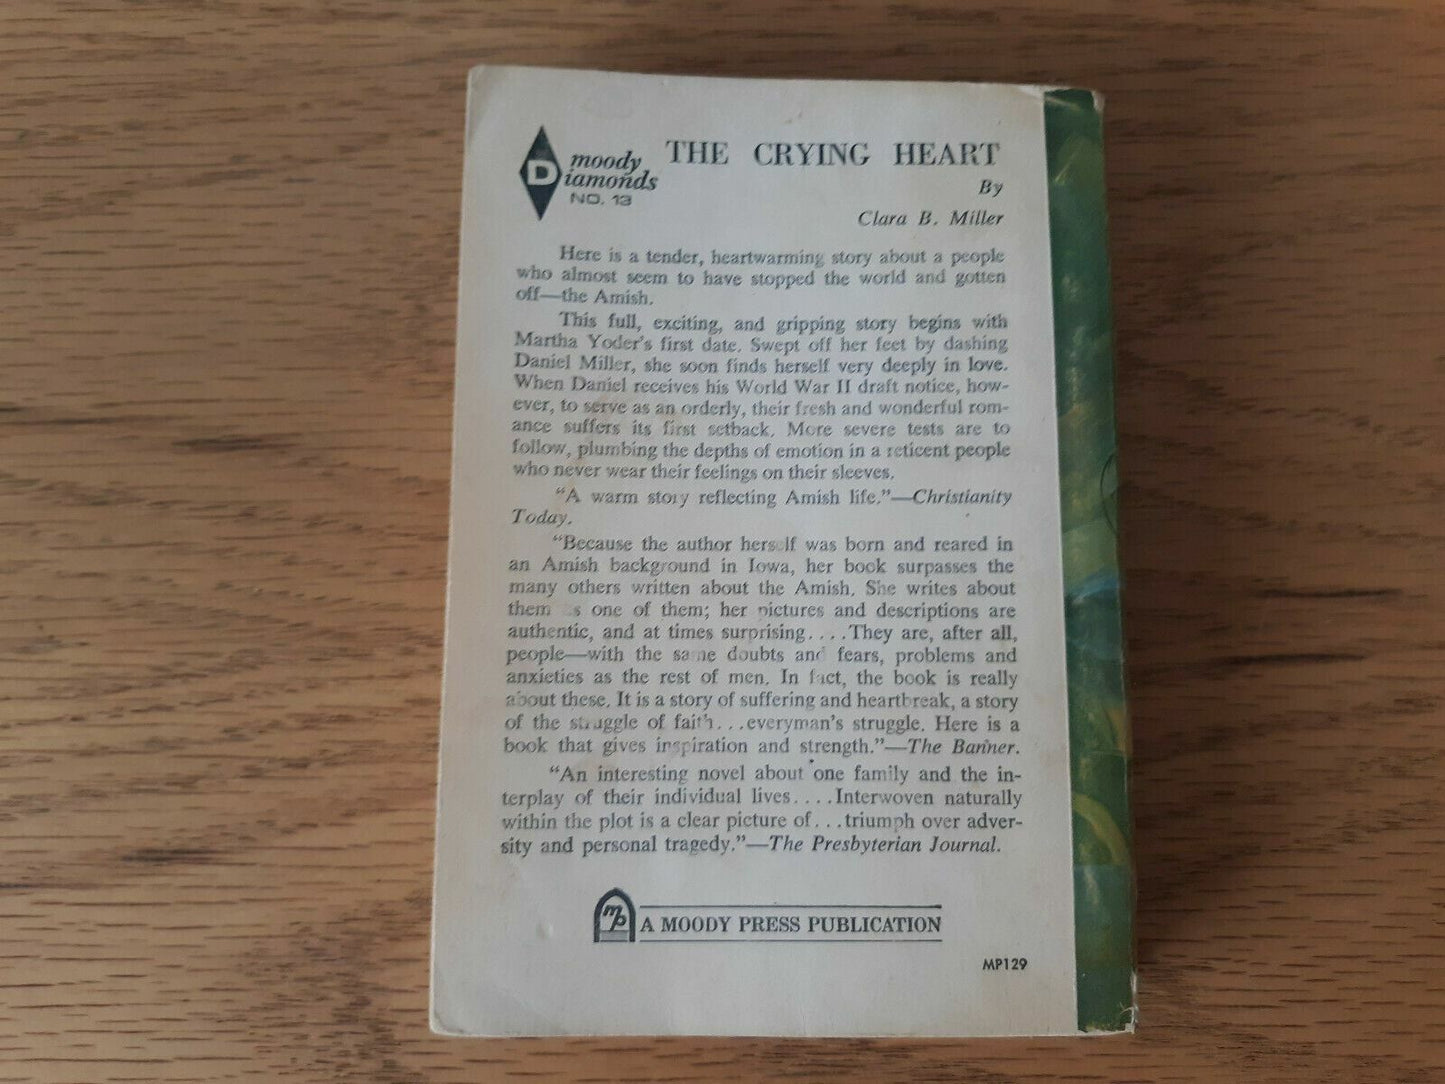 THE CRYING HEART
D
moody
Diamonds
NO. 13
By
Clara B. Miller
Here is a tender, heartwarming story about a people
who almost seem to have stopped the world and gotten
off—the Amish.
This full, exciting, and gripping story begins with
Martha Yoder's first date. Swept off her feet by dashing
Daniel Miller, she soon finds herself very deeply in love.
When Daniel receives his World War II draft notice, how-
ever, to serve as an orderly, their fresh and wonderful rom-
ance suffers its first setback. More severe tests are to
follow, plumbing the depths of emotion in a reticent people
who never wear their feelings on their sleeves.
"A warm story reflecting Amish life."—Christianity
Today.
"Because the author herself was born and reared in
an Amish background in Iowa, her book surpasses the
many others written about the Amish. She writes about
them as one of them; her pictures and descriptions are
authentic, and at times surprising....They are, after all,
people—with the same doubts and fears, problems and
anxieties as the rest of men. In fact, the book is really
about these. It is a story of suffering and heartbreak, a story
of the struggle of faith...everyman's struggle. Here is a
book that gives inspiration and strength."—The Banner.
"An interesting novel about one family and the in-
terplay of their individual lives....Interwoven naturally
within the plot is a clear picture of...triumph over adver-
sity and personal tragedy."—The Presbyterian Journal.
mp
A MOODY PRESS PUBLICATION
MP129